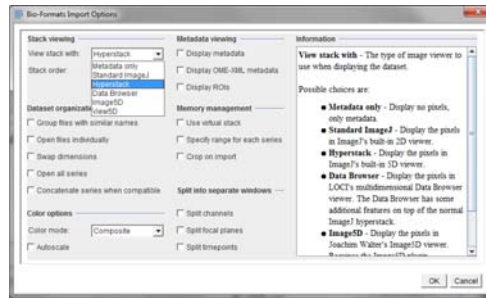 Bio-Formats Import Options
Stack viewing
View stack with: Hyperstack
Metadata only
Standard ImageJ
Hyperstack
Data Browser
Image5D
View5D
Stack order:
Dataset organizatio
Group files with similar names
Open files individually
Swap dimensions
Open all series
Concatenate series when compatible
Color options
Color mode: Composite
Autoscale
Metadata viewing
Display metadata
Display OME-XML metadata
Display ROIs
Memory management
Use virtual stack
Specify range for each series
Crop on import
Split into separate windows
Split channels
Split focal planes
Split timepoints
Information
View stack with - The type of image viewer to
use when displaying the dataset.
Possible choices are:
● Metadata only - Display no pixels,
only metadata.
● Standard ImageJ - Display the pixels
in ImageJ's built-in 2D viewer.
● Hyperstack - Display the pixels in
ImageJ's built-in 5D viewer.
● Data Browser - Display the pixels in
LOCI's multidimensional Data Browser
viewer. The Data Browser has some
additional features on top of the normal
ImageJ hyperstack.
● Image5D - Display the pixels in
Joachim Walter's Image5D viewer.
Requires the Image5D plugin
OK Cancel